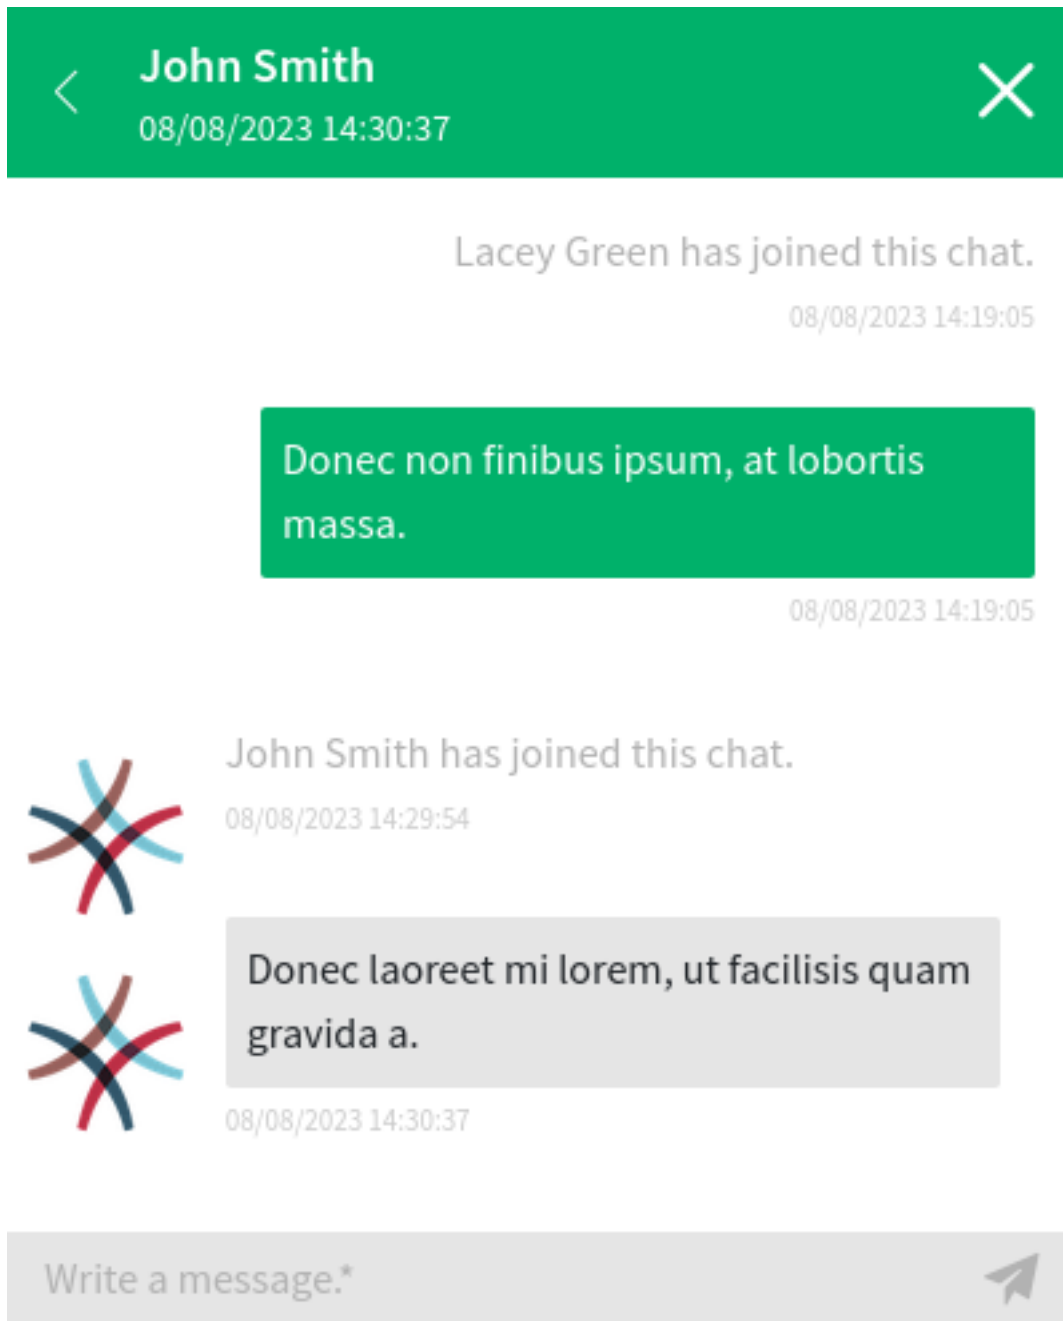 John Smith
08/08/2023 14:30:37
Lacey Green has joined this chat.
08/08/2023 14:19:05
Donec non finibus ipsum, at lobortis
massa.
08/08/2023 14:19:05
John Smith has joined this chat.
08/08/2023 14:29:54
Donec laoreet mi lorem, ut facilisis quam
gravida a.
08/08/2023 14:30:37
Write a message.*